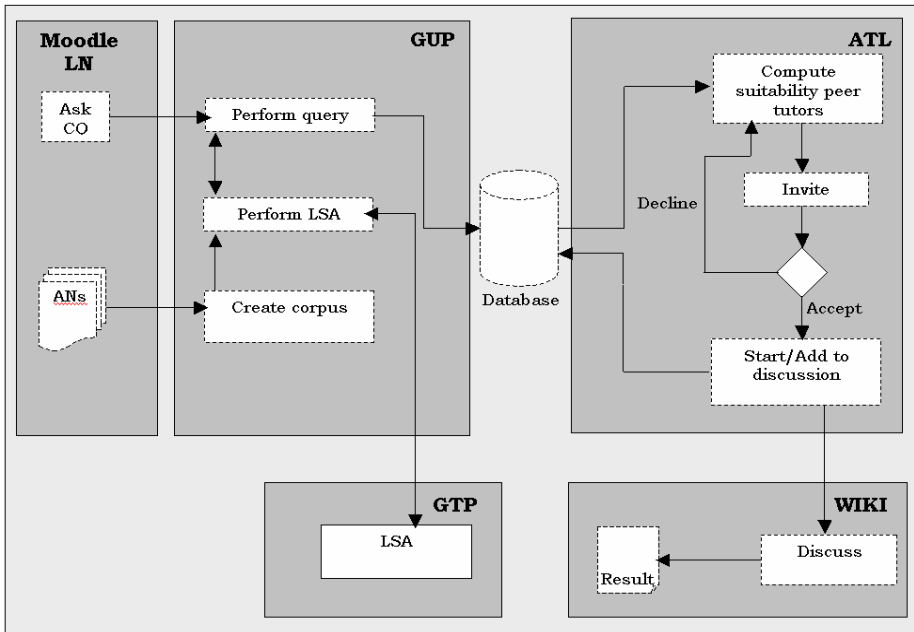 Moodle
LN
Ask
CO
ANs
GUP
Perform query
Perform LSA
Create corpus
Database
ATL
Compute
suitability peer
tutors
Invite
Decline
Accept
Start/Add to
discussion
GTP
LSA
WIKI
Discuss
Result